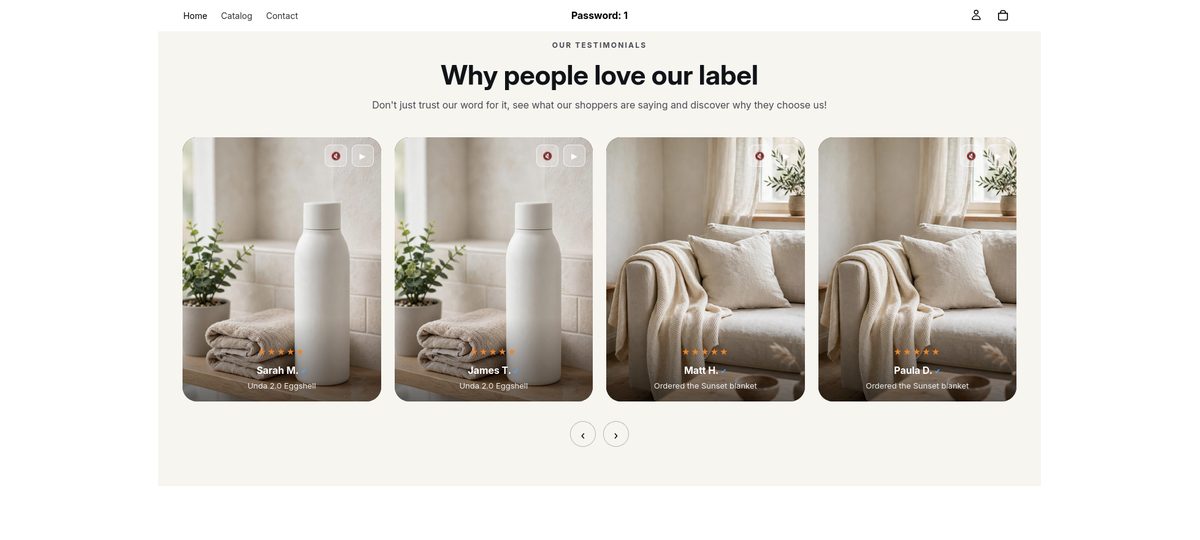 Home Catalog Contact Password: 1
OUR TESTIMONIALS
Why people love our label
Don't just trust our word for it, see what our shoppers are saying and discover why they choose us!
★★★★★ ★★★★★ ★★★★★ ★★★★★
Sarah M. ✓ James T. ✓ Matt H. ✓ Paula D. ✓
Unda 2.0 Eggshell Unda 2.0 Eggshell Ordered the Sunset blanket Ordered the Sunset blanket
‹ ›